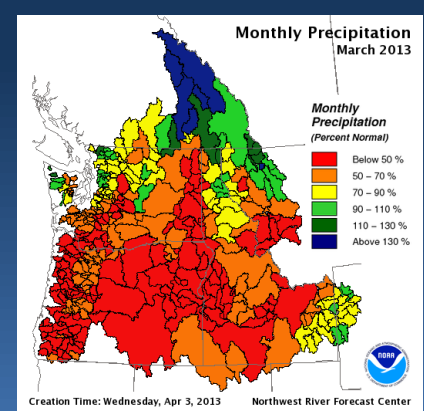 Monthly Precipitation
March 2013
Monthly
Precipitation
(Percent Normal)
Below 50 %
50 – 70 %
70 – 90 %
90 – 110 %
110 – 130 %
Above 130 %
NOAA
Creation Time: Wednesday, Apr 3, 2013
Northwest River Forecast Center